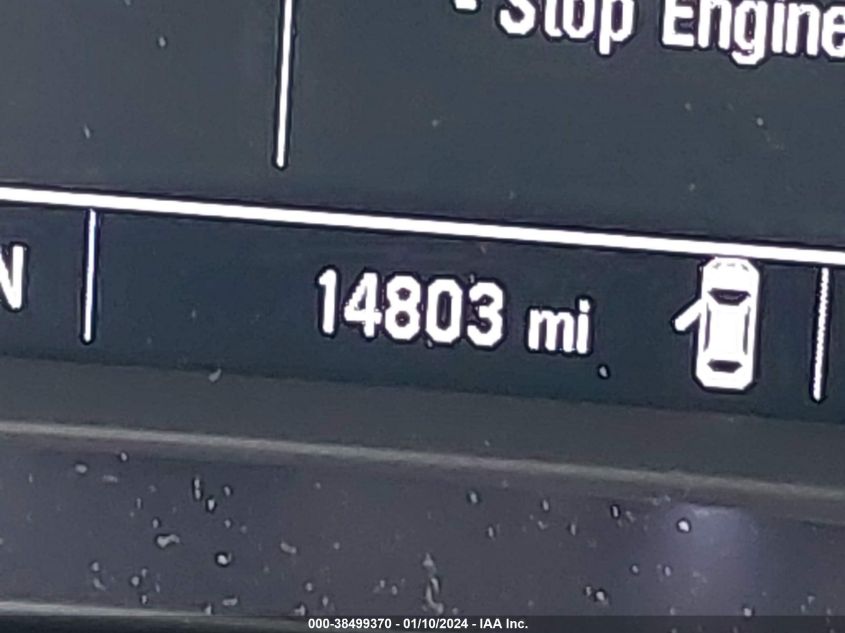 - Stop Engine
N
14803 mi
000-38499370 - 01/10/2024 - IAA Inc.